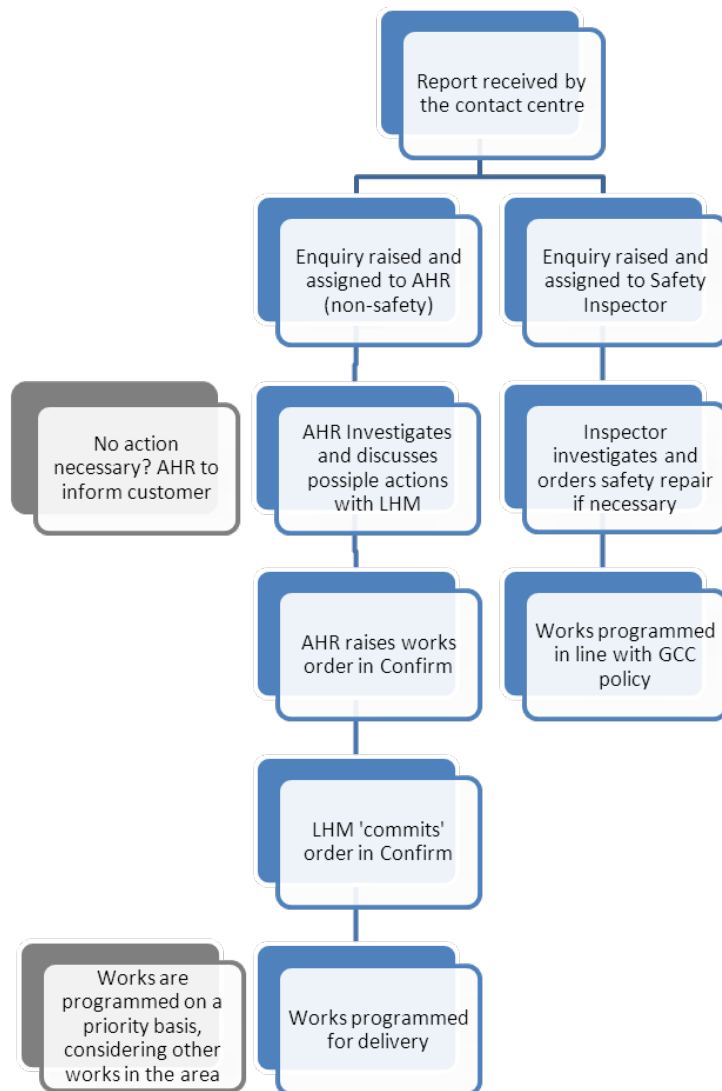 Report received by
the contact centre
Enquiry raised and
assigned to AHR
(non-safety)
Enquiry raised and
assigned to Safety
Inspector
No action
necessary? AHR to
inform customer
AHR Investigates
and discusses
possiple actions
with LHM
Inspector
investigates and
orders safety repair
if necessary
AHR raises works
order in Confirm
Works programmed
in line with GCC
policy
LHM 'commits'
order in Confirm
Works are
programmed on a
priority basis,
considering other
works in the area
Works programmed
for delivery